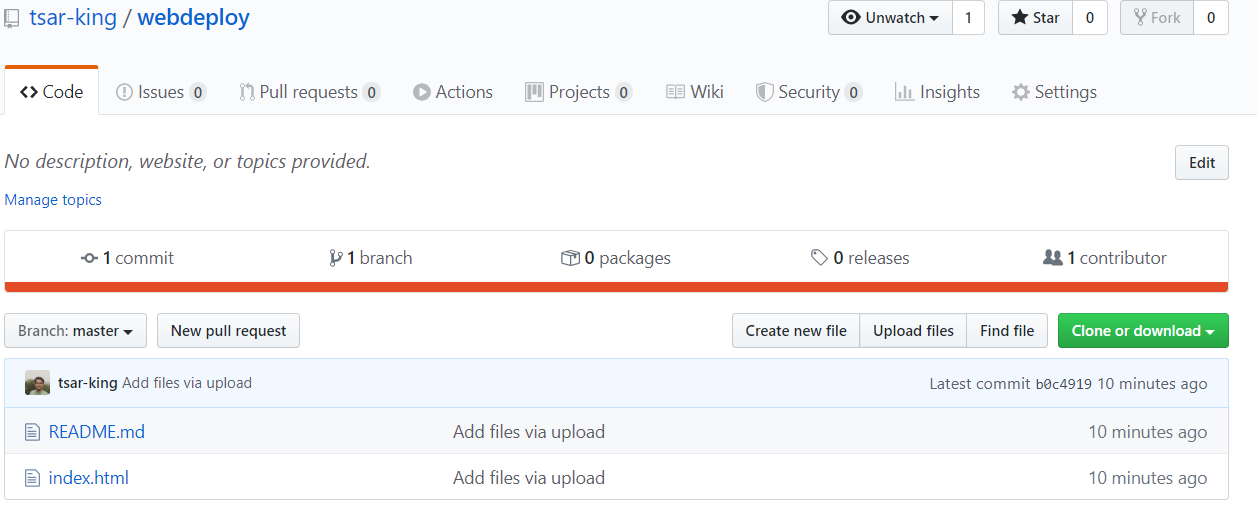 tsar-king / webdeploy
Unwatch 1 Star 0 Fork 0
Code Issues 0 Pull requests 0 Actions Projects 0 Wiki Security 0 Insights Settings
No description, website, or topics provided. Edit
Manage topics
1 commit 1 branch 0 packages 0 releases 1 contributor
Branch: master New pull request Create new file Upload files Find file Clone or download
tsar-king Add files via upload Latest commit b0c4919 10 minutes ago
README.md Add files via upload 10 minutes ago
index.html Add files via upload 10 minutes ago